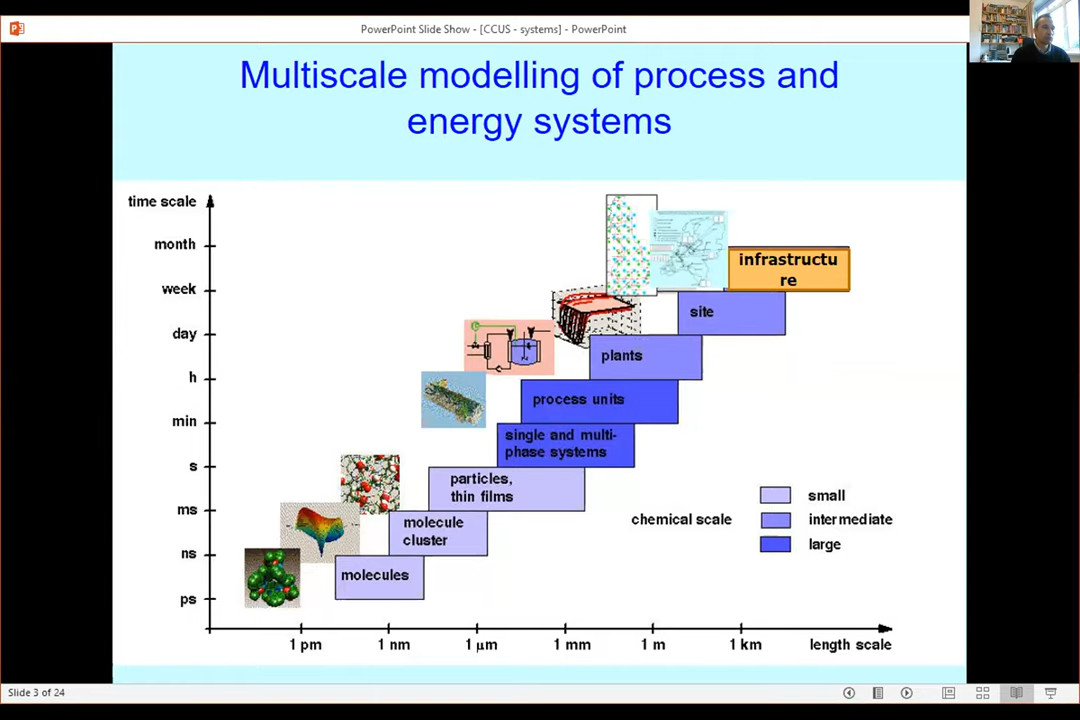 PowerPoint Slide Show - [CCUS - systems] - PowerPoint
Multiscale modelling of process and
energy systems
time scale
month
week
day
h
min
s
ms
ns
ps
infrastructu
re
site
plants
process units
single and multi-
phase systems
particles,
thin films
molecule
cluster
molecules
chemical scale
small
intermediate
large
1 pm
1 nm
1 μm
1 mm
1 m
1 km
length scale
Slide 3 of 24